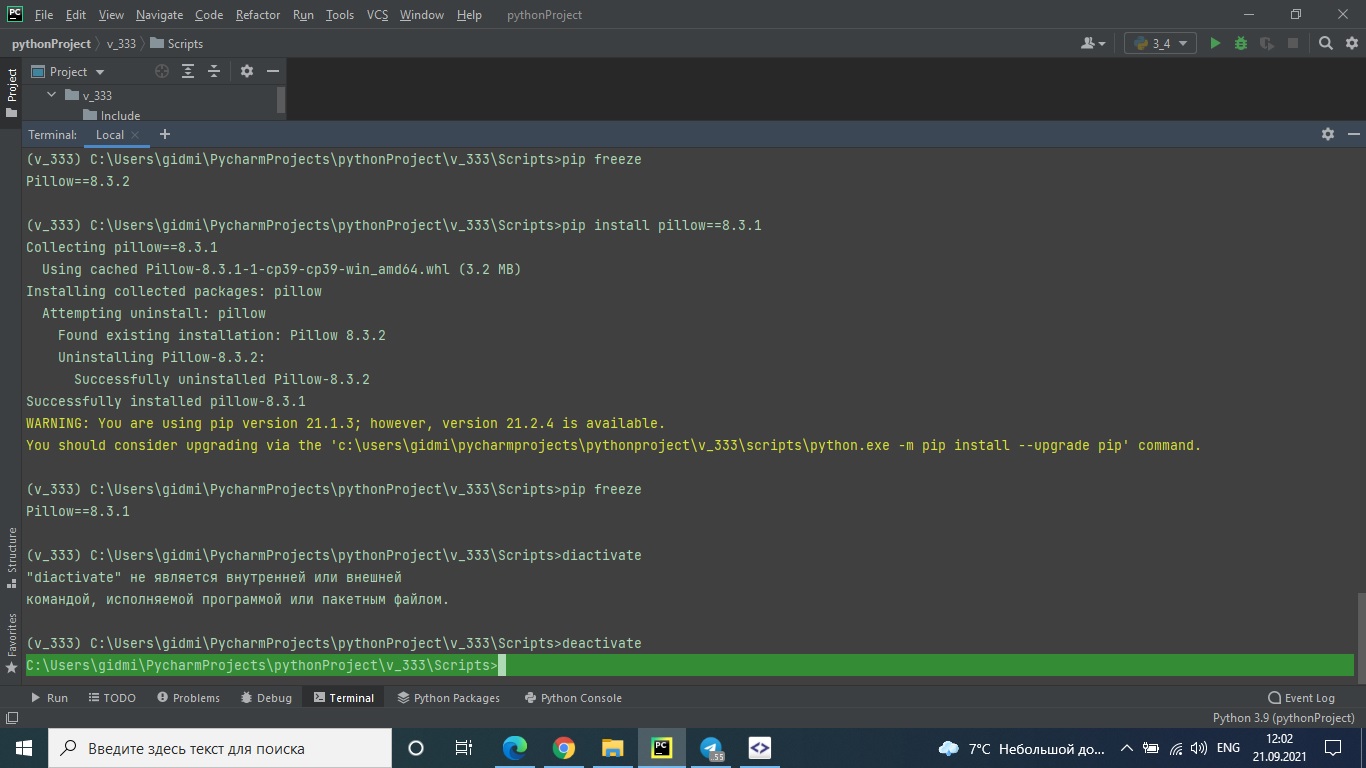 PC File Edit View Navigate Code Refactor Run Tools VCS Window Help pythonProject
pythonProject v_333 Scripts 3_4
Project Project
v_333
Include
Terminal: Local
(v_333) C:\Users\gidmi\PycharmProjects\pythonProject\v_333\Scripts>pip freeze
Pillow==8.3.2
(v_333) C:\Users\gidmi\PycharmProjects\pythonProject\v_333\Scripts>pip install pillow==8.3.1
Collecting pillow==8.3.1
Using cached Pillow-8.3.1-1-cp39-cp39-win_amd64.whl (3.2 MB)
Installing collected packages: pillow
Attempting uninstall: pillow
Found existing installation: Pillow 8.3.2
Uninstalling Pillow-8.3.2:
Successfully uninstalled Pillow-8.3.2
Successfully installed pillow-8.3.1
WARNING: You are using pip version 21.1.3; however, version 21.2.4 is available.
You should consider upgrading via the 'c:\users\gidmi\pycharmprojects\pythonproject\v_333\scripts\python.exe -m pip install --upgrade pip' command.
(v_333) C:\Users\gidmi\PycharmProjects\pythonProject\v_333\Scripts>pip freeze
Pillow==8.3.1
(v_333) C:\Users\gidmi\PycharmProjects\pythonProject\v_333\Scripts>diactivate
"diactivate" не является внутренней или внешней
командой, исполняемой программой или пакетным файлом.
(v_333) C:\Users\gidmi\PycharmProjects\pythonProject\v_333\Scripts>deactivate
C:\Users\gidmi\PycharmProjects\pythonProject\v_333\Scripts>
Structure
Favorites
Run TODO Problems Debug Terminal Python Packages Python Console Event Log
Python 3.9 (pythonProject)
Введите здесь текст для поиска PC 55 7°C Небольшой до... ENG 12:02
21.09.2021